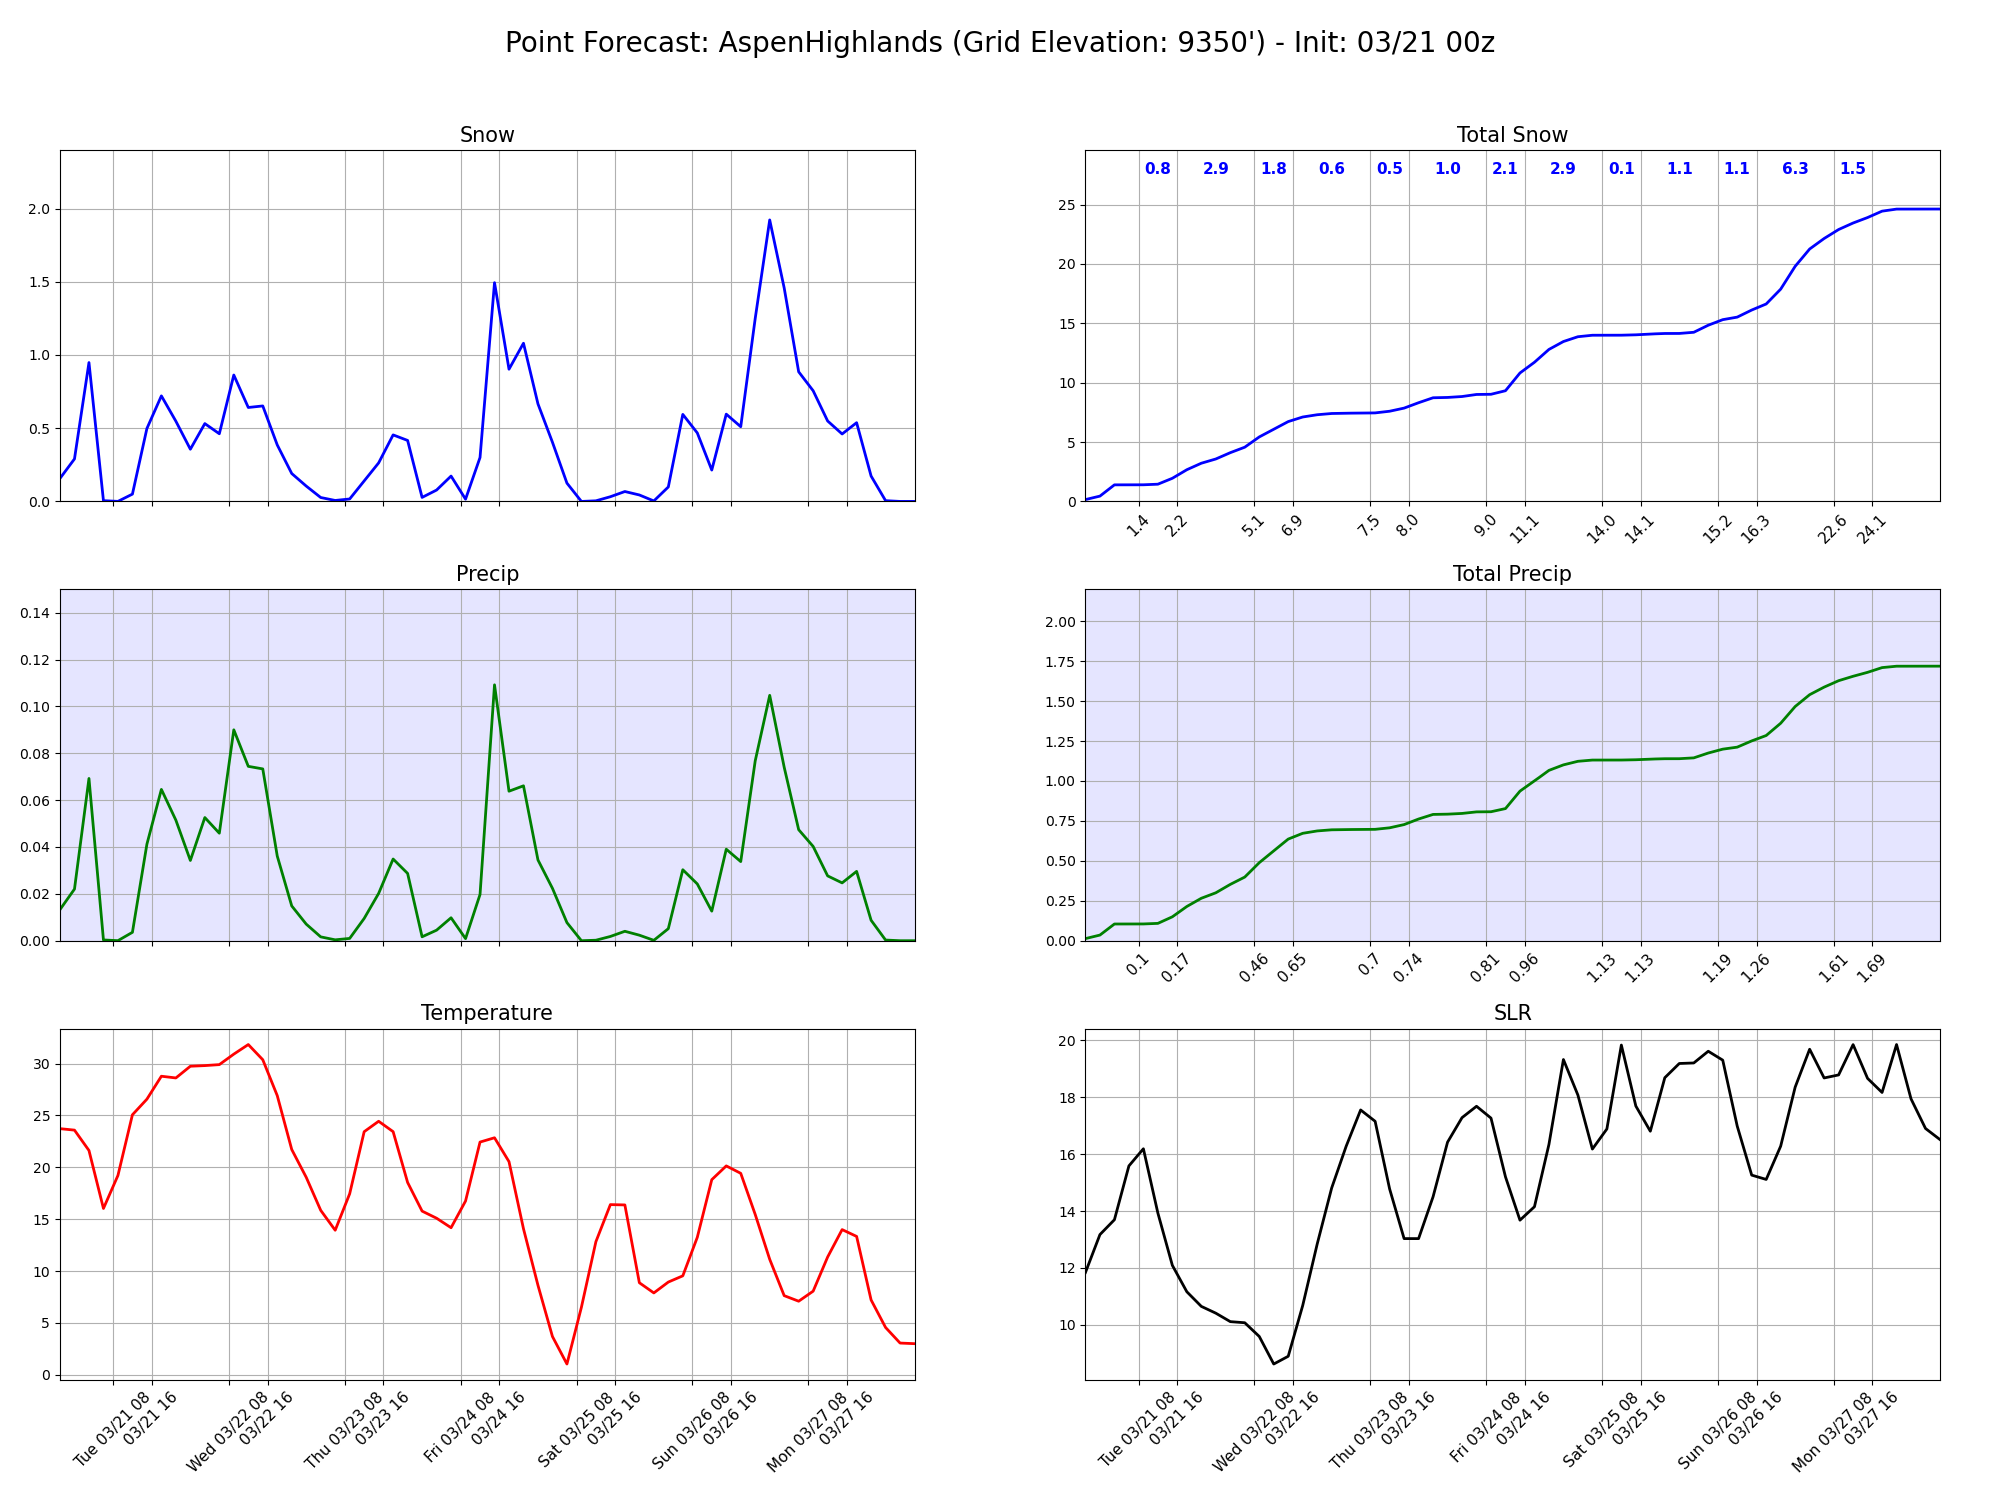 Point Forecast: AspenHighlands (Grid Elevation: 9350') - Init: 03/21 00z
Snow
2.0
1.5
1.0
0.5
0.0
Total Snow
0.8 2.9 1.8 0.6 0.5 1.0 2.1 2.9 0.1 1.1 1.1 6.3 1.5
25
20
15
10
5
0
1.4 2.2 5.1 6.9 7.5 8.0 9.0 11.1 14.0 14.1 15.2 16.3 22.6 24.1
Precip
0.14
0.12
0.10
0.08
0.06
0.04
0.02
0.00
Total Precip
2.00
1.75
1.50
1.25
1.00
0.75
0.50
0.25
0.00
0.1 0.17 0.46 0.65 0.7 0.74 0.81 0.96 1.13 1.13 1.19 1.26 1.61 1.69
Temperature
30
25
20
15
10
5
0
Tue 03/21 08
03/21 16
Wed 03/22 08
03/22 16
Thu 03/23 08
03/23 16
Fri 03/24 08
03/24 16
Sat 03/25 08
03/25 16
Sun 03/26 08
03/26 16
Mon 03/27 08
03/27 16
SLR
20
18
16
14
12
10
Tue 03/21 08
03/21 16
Wed 03/22 08
03/22 16
Thu 03/23 08
03/23 16
Fri 03/24 08
03/24 16
Sat 03/25 08
03/25 16
Sun 03/26 08
03/26 16
Mon 03/27 08
03/27 16